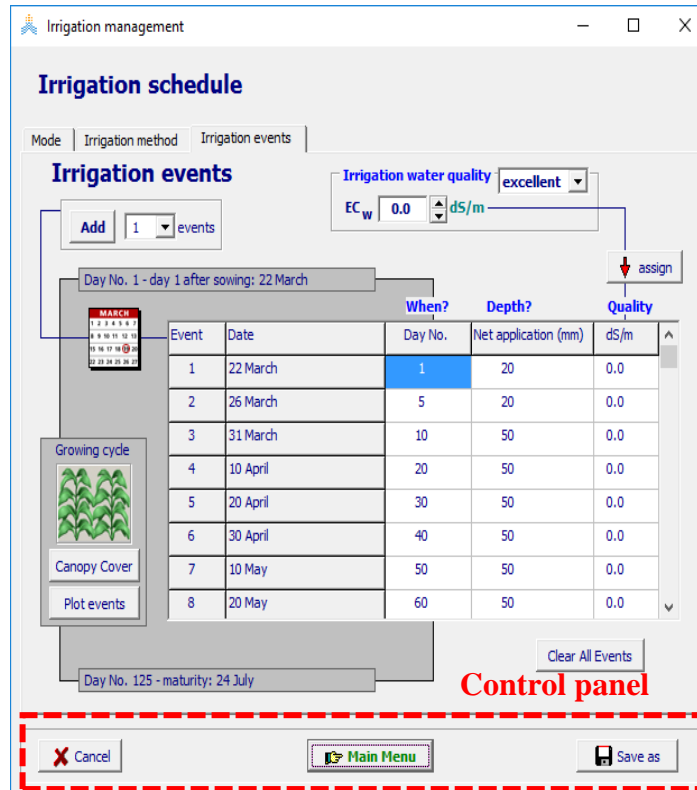 Irrigation management
Irrigation schedule
Mode Irrigation method Irrigation events
Irrigation events
Irrigation water quality excellent
EC w 0.0 dS/m
Add 1 events
assign
Day No. 1 - day 1 after sowing: 22 March
When? Depth? Quality
MARCH
Event Date Day No. Net application (mm) dS/m
1 22 March 1 20 0.0
2 26 March 5 20 0.0
3 31 March 10 50 0.0
4 10 April 20 50 0.0
5 20 April 30 50 0.0
6 30 April 40 50 0.0
7 10 May 50 50 0.0
8 20 May 60 50 0.0
Growing cycle
Canopy Cover
Plot events
Clear All Events
Day No. 125 - maturity: 24 July
Control panel
Cancel Main Menu Save as